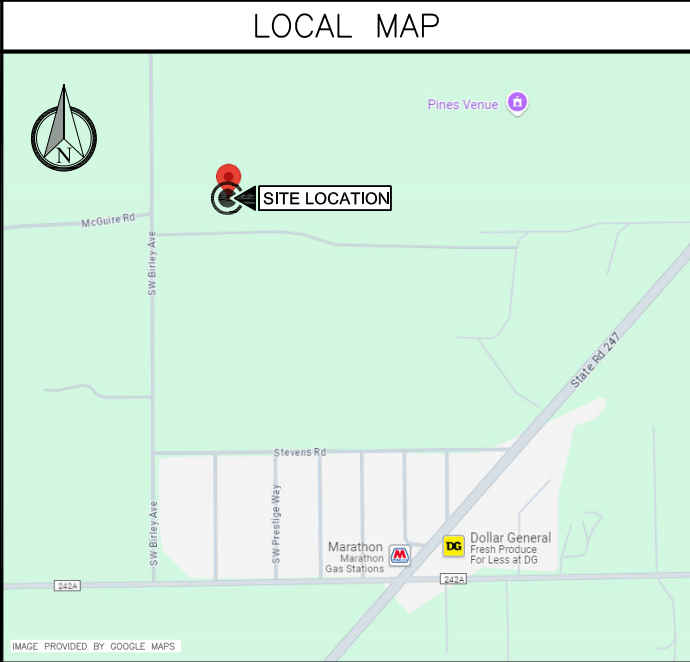 LOCAL MAP
Pines Venue
N
SITE LOCATION
McGuire Rd
SW Birley Ave
State Rd 247
Stevens Rd
SW Birley Ave
SW Prestige Way
Marathon
Marathon
Gas Stations
M
DG
Dollar General
Fresh Produce
For Less at DG
242A
242A
IMAGE PROVIDED BY GOOGLE MAPS